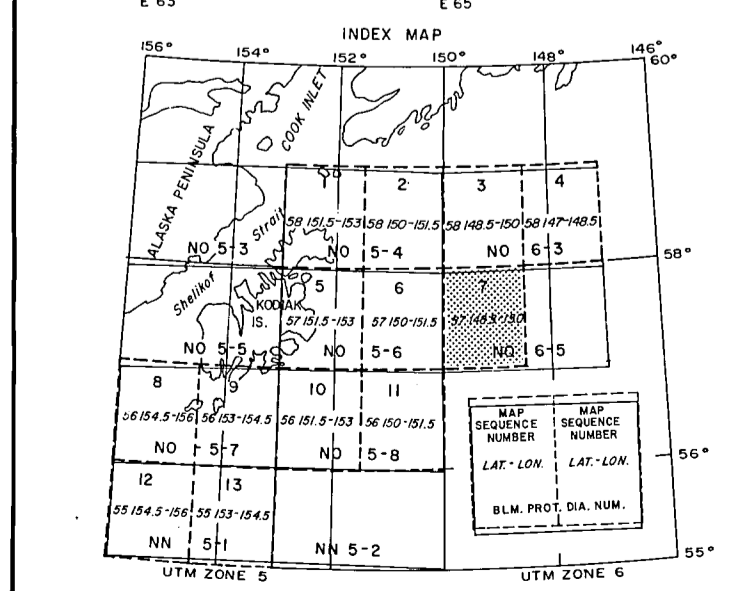 E 63 E 65
INDEX MAP
156° 154° 152° 150° 148° 146°
60°
COOK INLET
ALASKA PENINSULA
1 2 3 4
58 151.5-153 58 150-151.5 58 148.5-150 58 147-148.5
Strait
NO 5-3 NO 5-4 NO 6-3
58°
Shelikof
5 6 7
KODIAK
IS.
57 151.5-153 57 150-151.5 57 148.5-150
NO 5-5 NO 5-6 NO 6-5
8 9 10 11
56 154.5-156 56 153-154.5 56 151.5-153 56 150-151.5
NO 5-7 NO 5-8
MAP MAP
SEQUENCE SEQUENCE
NUMBER NUMBER
LAT.-LON. LAT.-LON.
BLM. PROT. DIA. NUM.
56°
12 13
55 154.5-156 55 153-154.5
NN 5-1 NN 5-2
55°
UTM ZONE 5 UTM ZONE 6